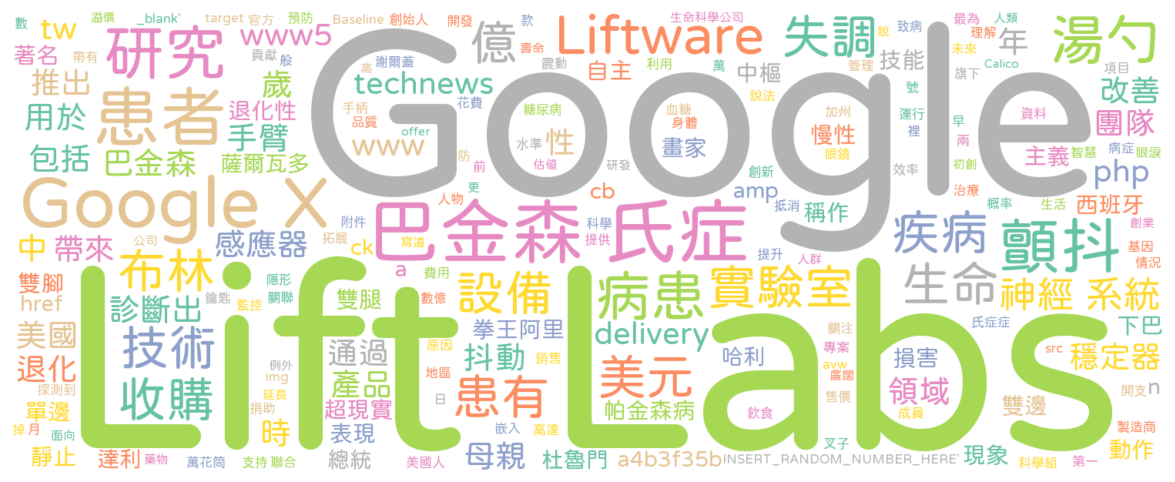 數 溢價 _blank' target 官方 預防 Baseline 創始人 開發 款 生命科學公司 致病 最為 人類
tw www5 億 Liftware 失調 說 理解 年 湯勺
著名 帶有 研究 貢獻 般 謝爾蓋 高 震動 壽命 自主 利用 萬 中樞 管理 技能 未來 Calico 旗下 項目
推出 患者 歲 technews 號 改善
用於 退化性 手臂 手柄 品質 花費 offer 糖尿病 血糖 身體 說法 加州 慢性 運行 裡 早 兩 資料 主義 團隊
包括 巴金森 薩爾瓦多 www 防 前 水準 估值 性 研發 畫家 創新 眼鏡 效率 初創 智慧 病症 眼淚
Google X Google 更 人物 cb amp 抵消 稱作 治療 概率 生活 php 西班牙
中 帶來 感應器 附件 拓展 ck 寫道 巴金森 氏症 科學 提供 疾病 顫抖 創業 基因 情況
公司 布林 a 提升 人群
雙腳 href 診斷出 鑰匙 隱形 關聯 監控 雙腿 費用 數億 設備 病患 實驗室 生命 神經 系統
美國 技術 通過 原因 拳王阿里 delivery 關注 氏症症 下巴
退化 探測到 例外 img 延長 產品 地區 抖動 銷售 美元 哈利 專案 avw 損害 src 穩定器
單邊 收購 捐助 超現實 日 患有 帕金森病 廣闊 售價 領域 開支 n
掉 月 面向 時 表現 嵌入 飲食 成員 雙邊 製造商
靜止 達利 藥物 萬花筒 支持 聯合 總統 美國人 母親 高達 杜魯門 a4b3f35b INSERT_RANDOM_NUMBER_HERE' 叉子 現象 科學組 第一 動作
Lift Labs